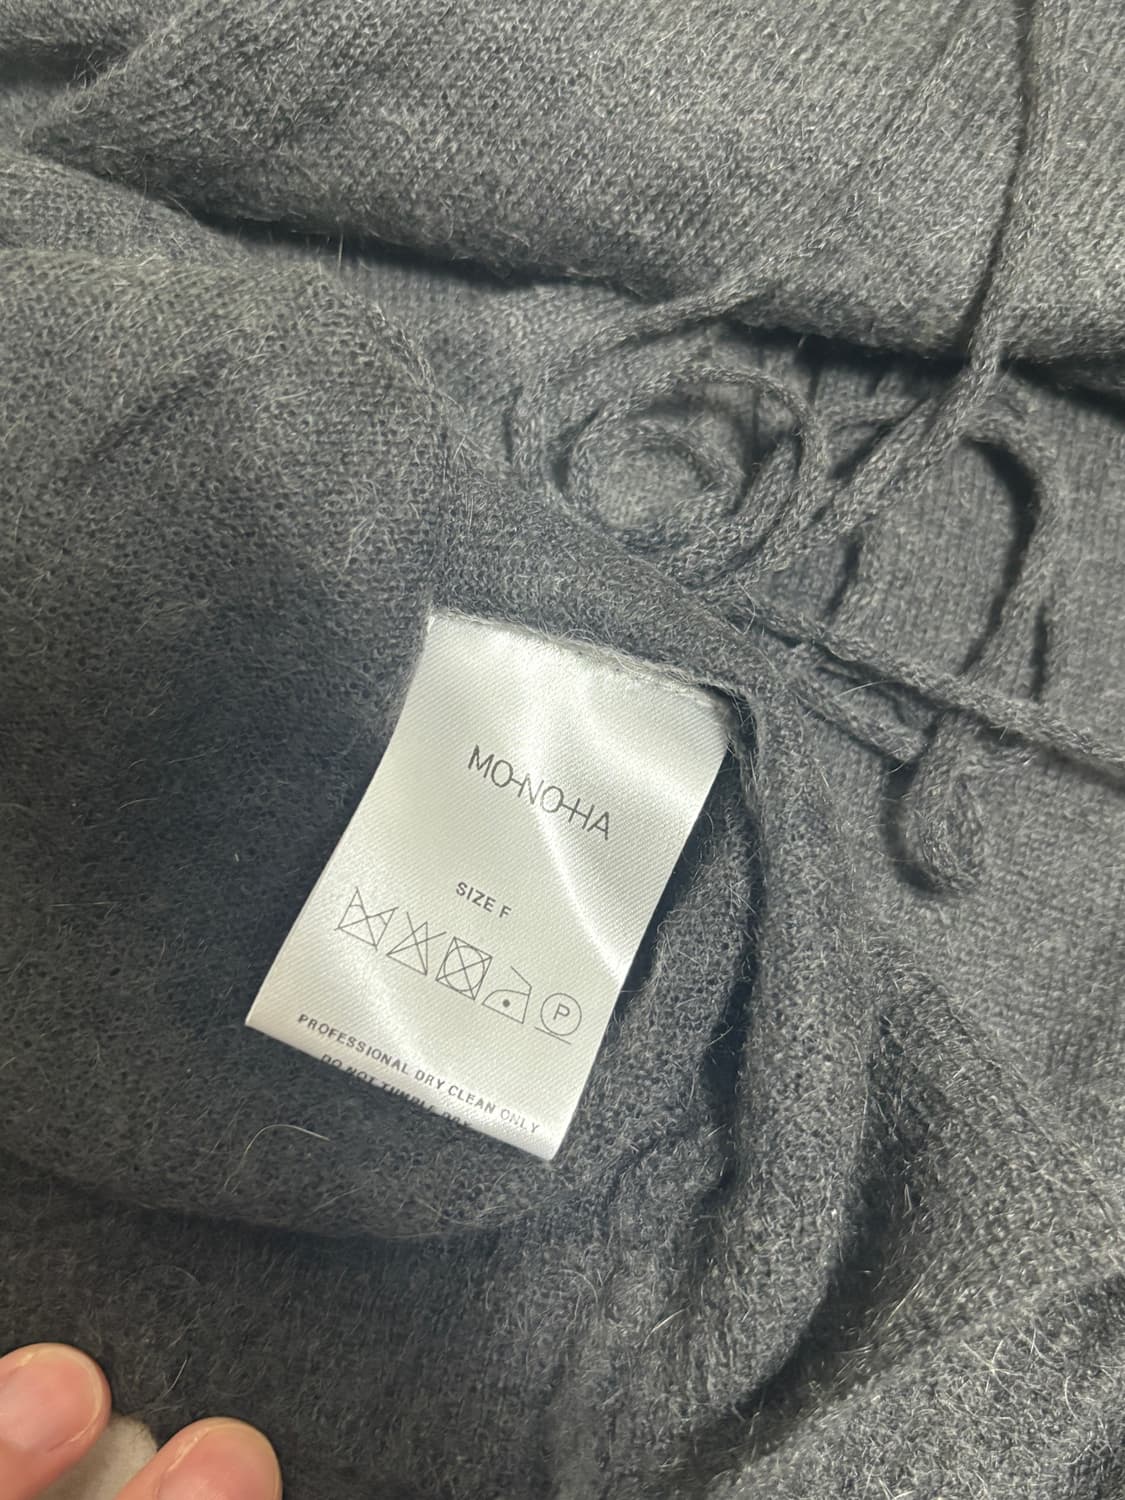 MO-NO-HA
SIZE F
P
PROFESSIONAL DRY CLEAN ONLY
DO NOT TUMBLE DRY